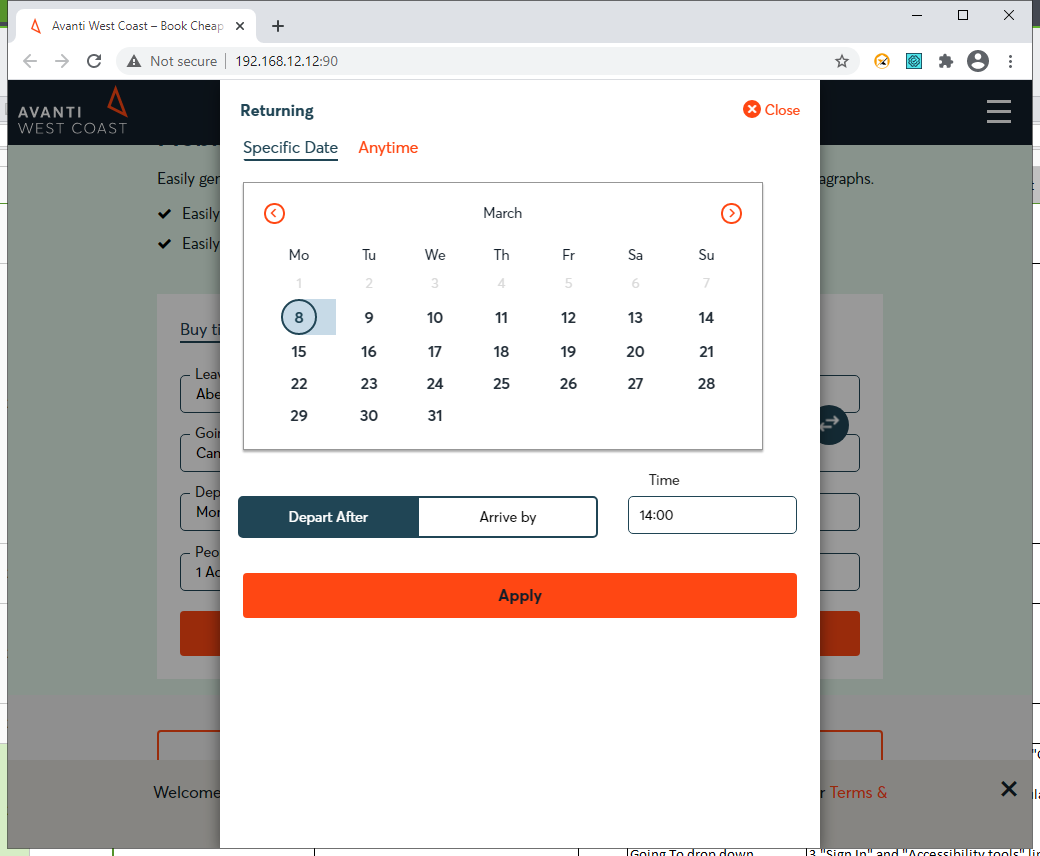 Avanti West Coast – Book Cheap
Not secure
192.168.12.12:90
AVANTI
WEST COAST
Returning
Close
Specific Date
Anytime
Easily
agraphs.
Easily
Easily
March
Mo Tu We Th Fr Sa Su
1 2 3 4 5 6 7
8 9 10 11 12 13 14
15 16 17 18 19 20 21
22 23 24 25 26 27 28
29 30 31
Buy ti
Leav
Abe
Goin
Can
Dep
Mon
Peo
1 Ad
Time
Depart After
Arrive by
14:00
Apply
Welcome
r Terms &
Going To drop down
3."Sign In" and "Accessibility tools" li